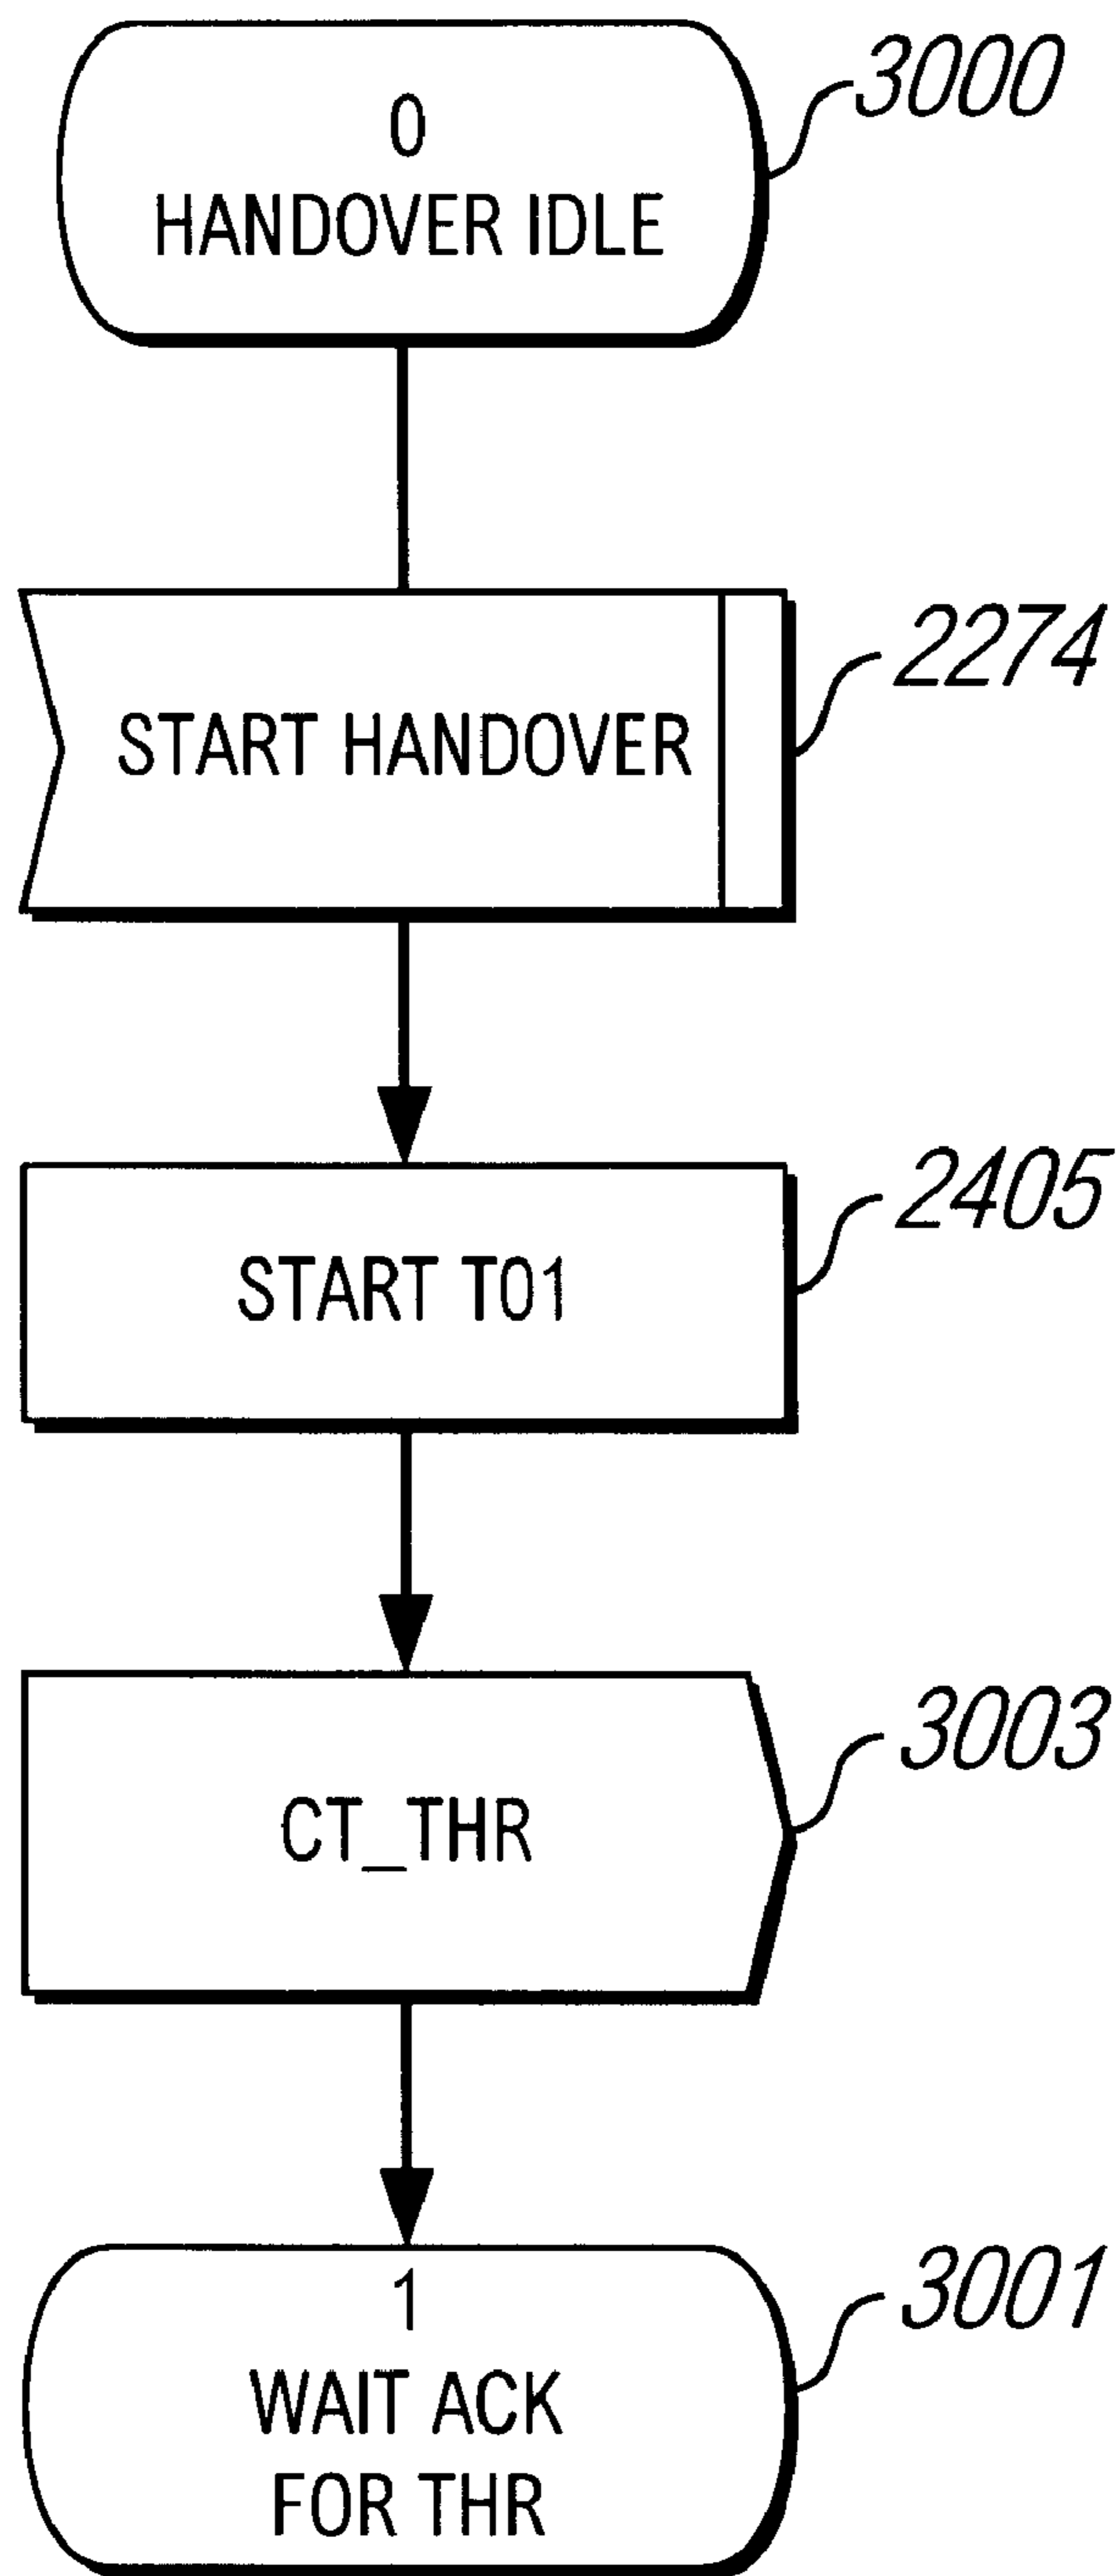 0
HANDOVER IDLE
3000
START HANDOVER
2274
START T01
2405
CT_THR
3003
1
WAIT ACK
FOR THR
3001